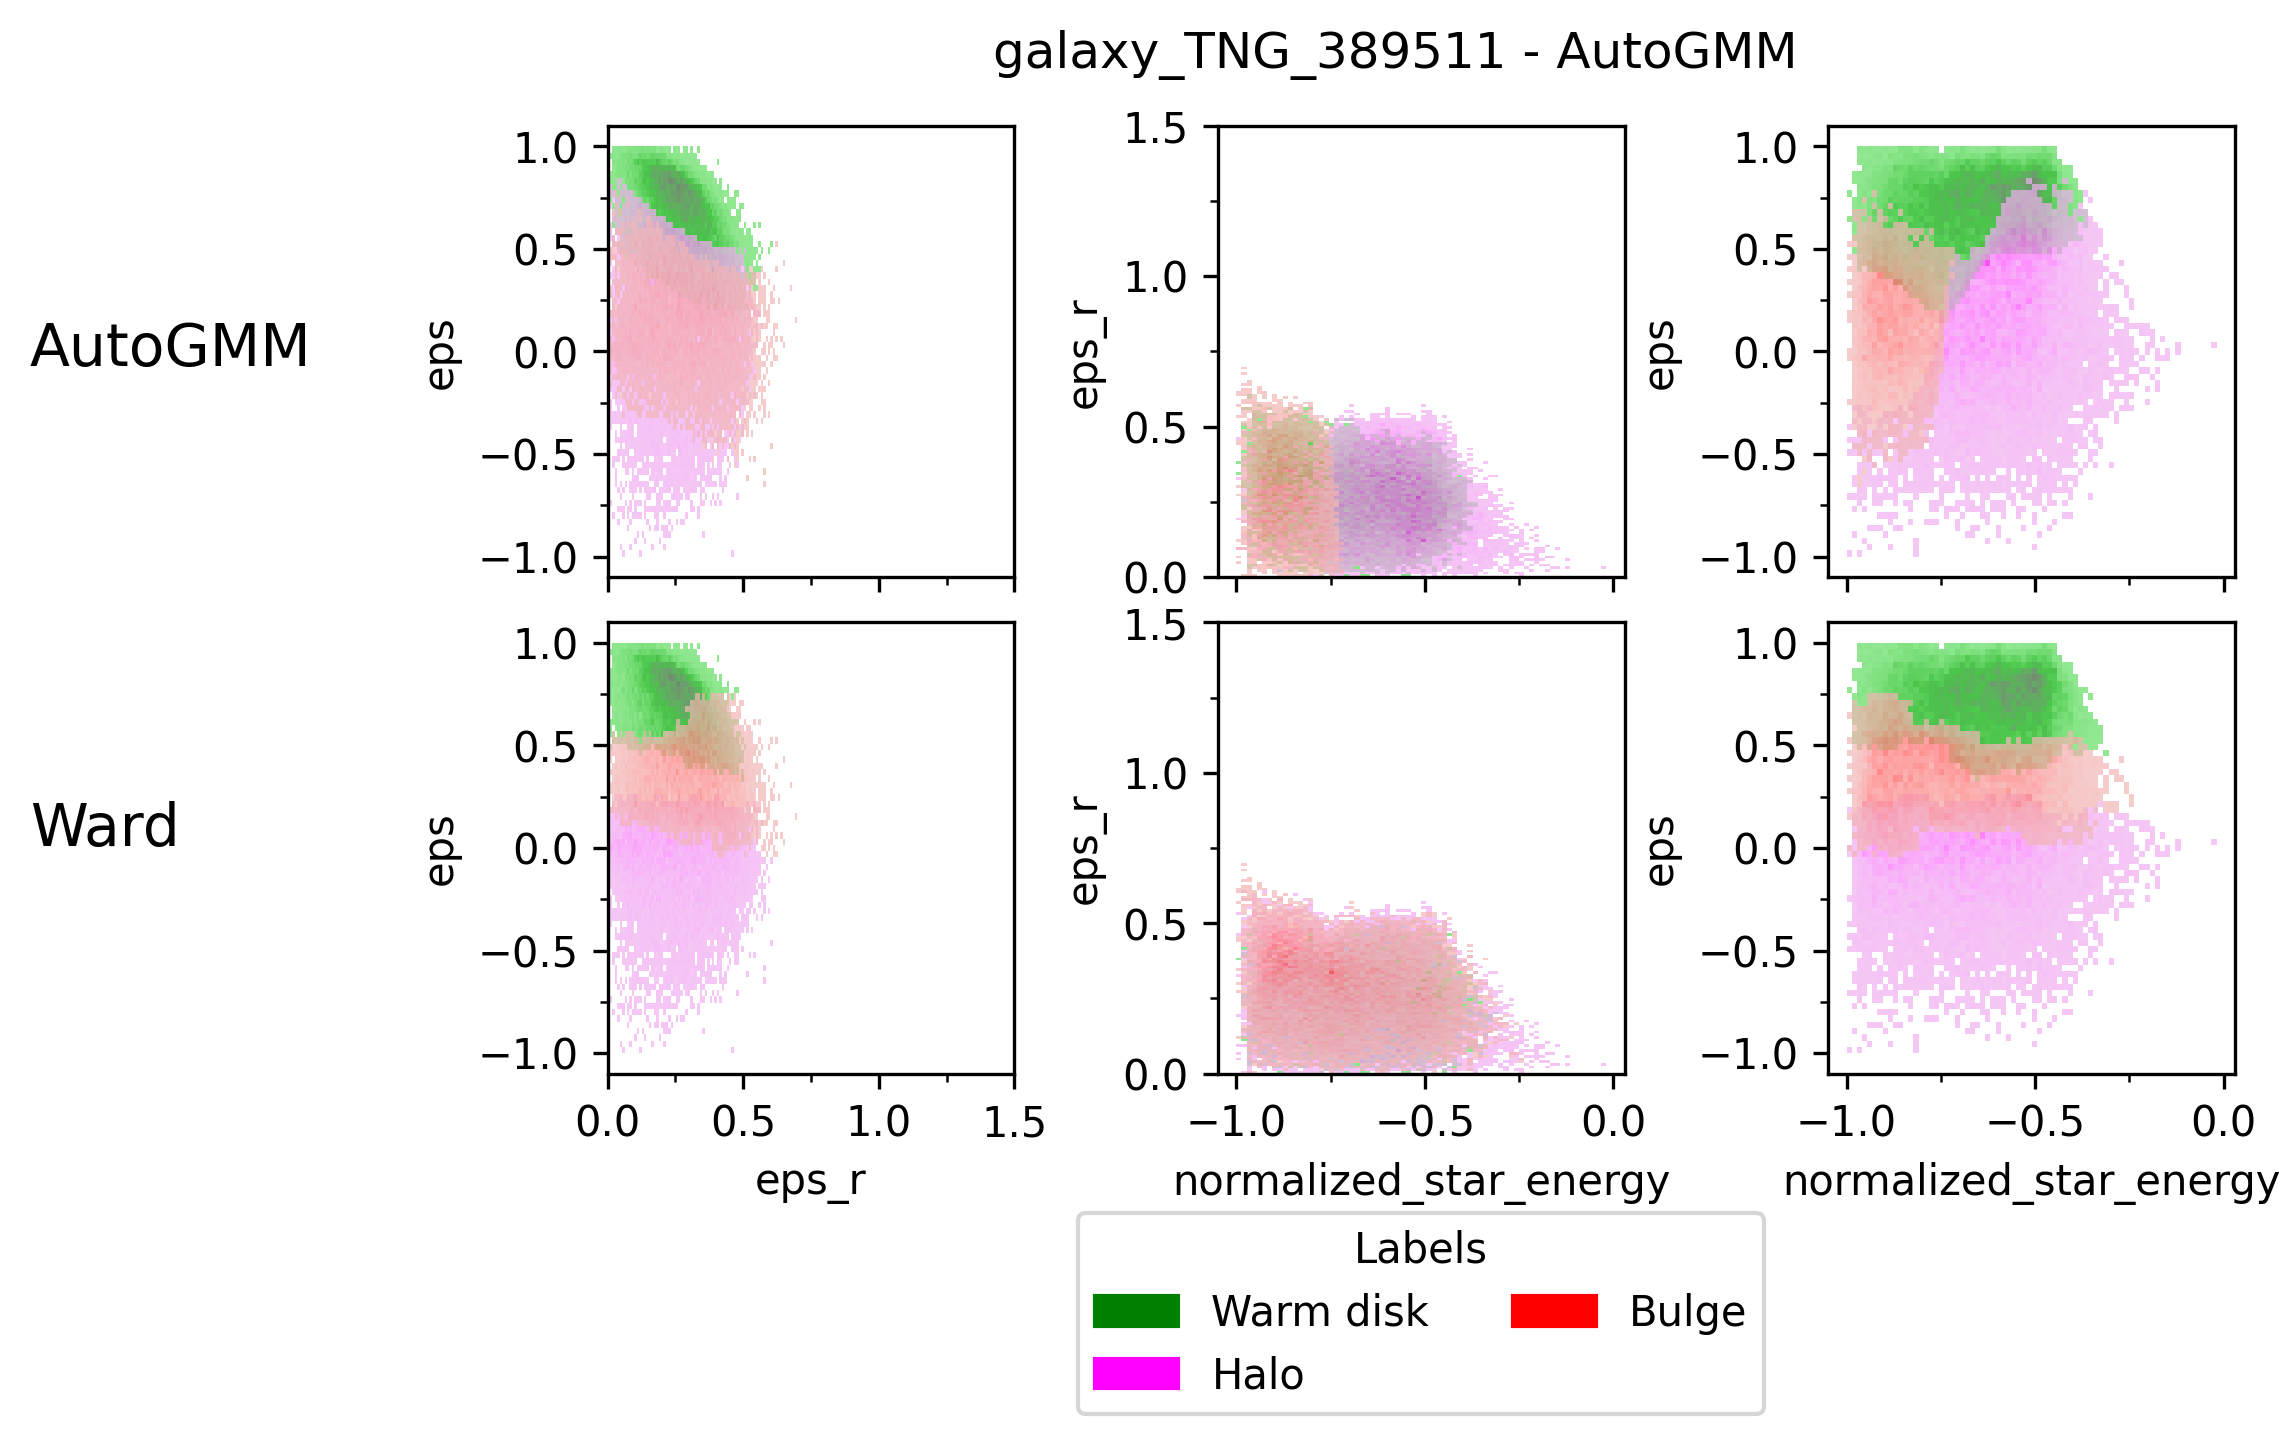 galaxy_TNG_389511 - AutoGMM
AutoGMM
eps
1.0
0.5
0.0
−0.5
−1.0
eps_r
1.5
1.0
0.5
0.0
eps
1.0
0.5
0.0
−0.5
−1.0
Ward
eps
1.0
0.5
0.0
−0.5
−1.0
0.0 0.5 1.0 1.5
eps_r
eps_r
1.5
1.0
0.5
0.0
−1.0 −0.5 0.0
normalized_star_energy
eps
1.0
0.5
0.0
−0.5
−1.0
−1.0 −0.5 0.0
normalized_star_energy
Labels
Warm disk
Halo
Bulge